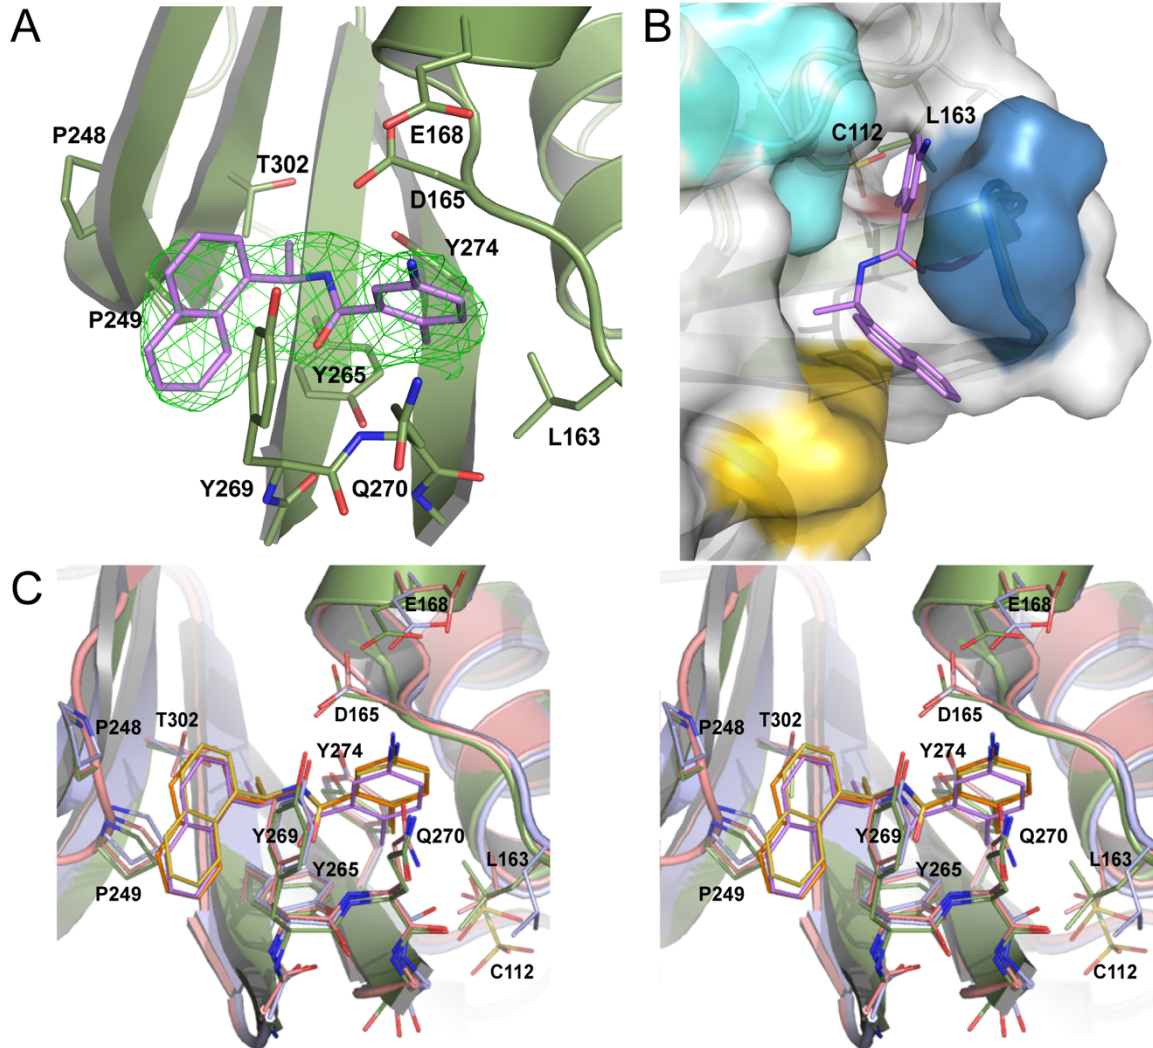 A
P248
T302
E168
D165
Y274
P249
Y265
L163
Y269
Q270
B
L163
C112
C
E168
D165
P248
T302
Y274
Y269
Q270
Y265
L163
P249
C112
E168
D165
P248
T302
Y274
Y269
Q270
Y265
L163
P249
C112